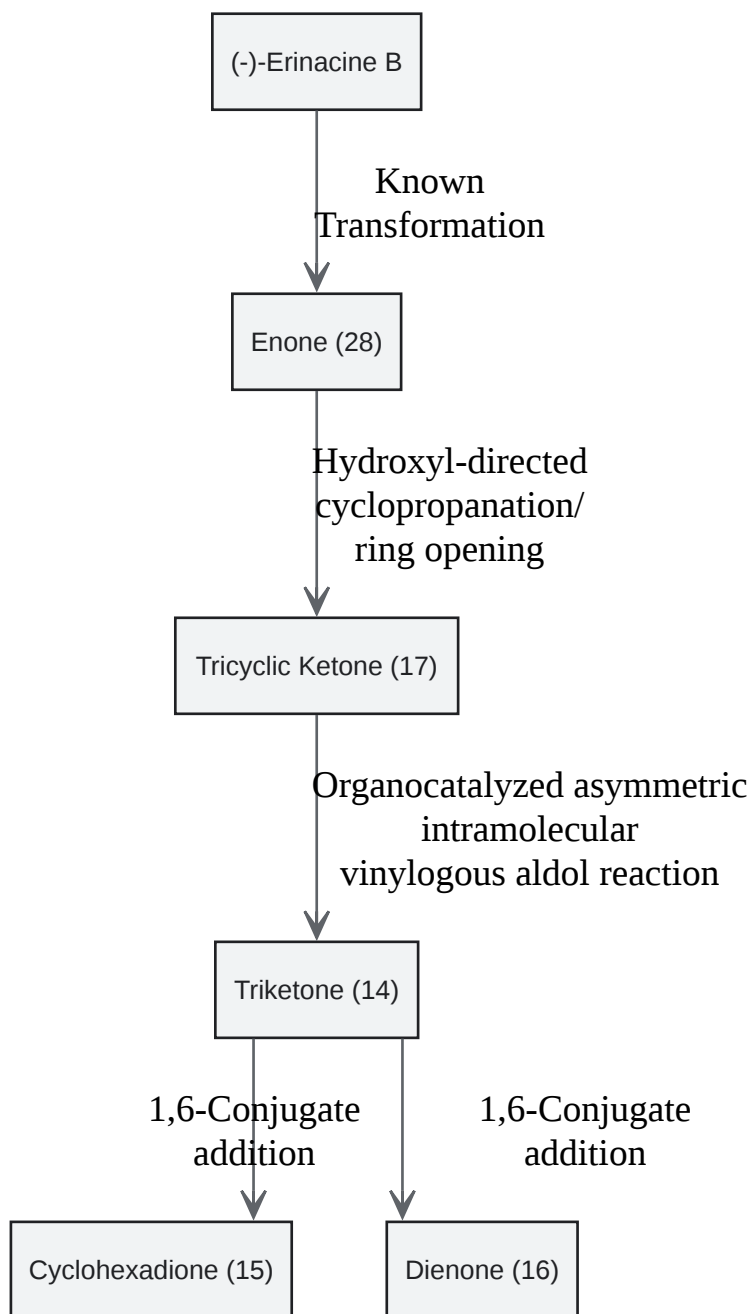 (-)-Erinacine B
Known
Transformation
Enone (28)
Hydroxyl-directed
cyclopropanation/
ring opening
Tricyclic Ketone (17)
Organocatalyzed asymmetric
intramolecular
vinylogous aldol reaction
Triketone (14)
1,6-Conjugate
addition
1,6-Conjugate
addition
Cyclohexadione (15)
Dienone (16)